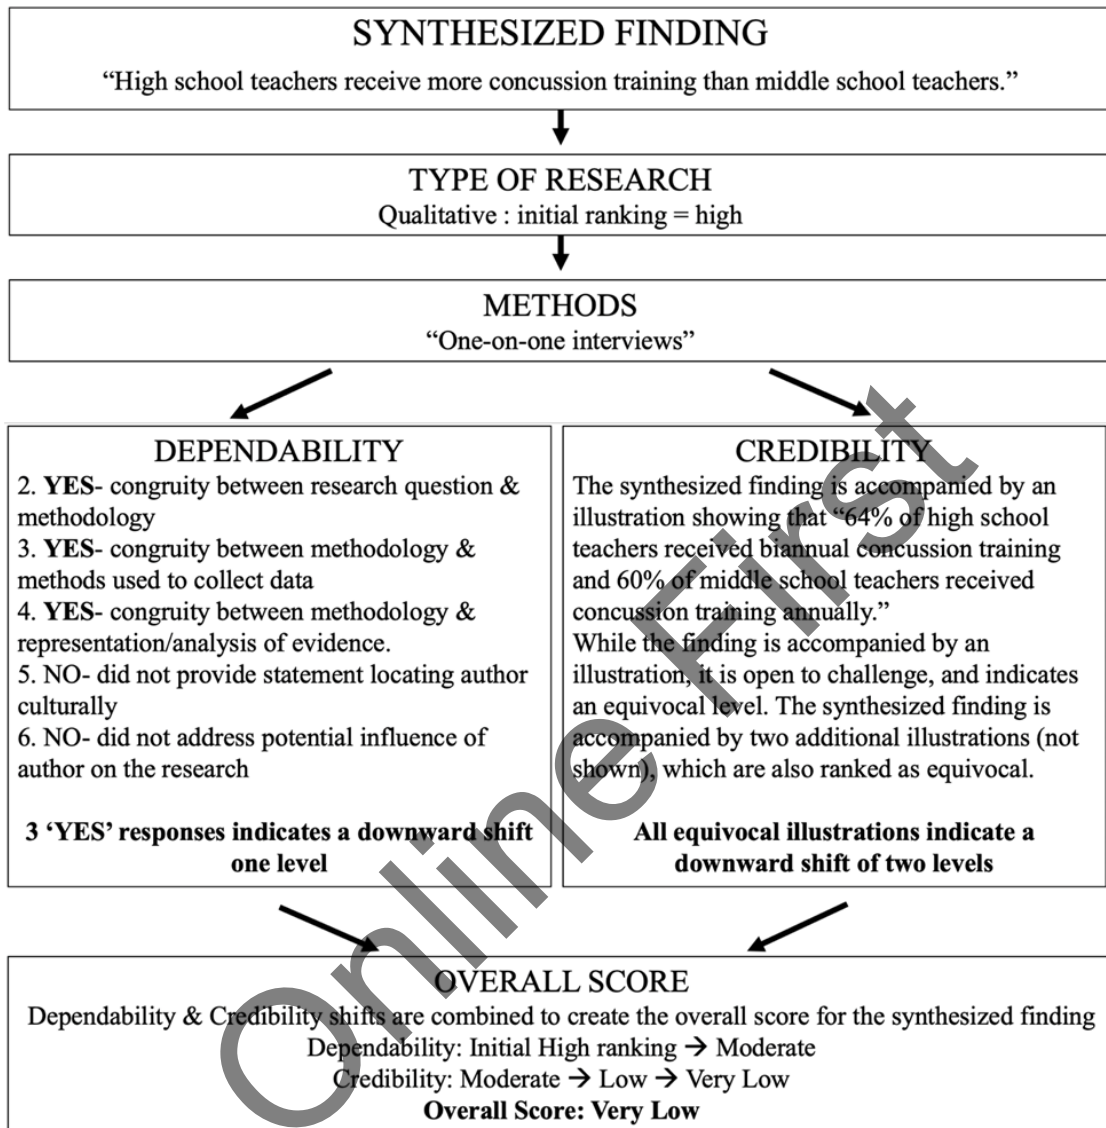 SYNTHESIZED FINDING
“High school teachers receive more concussion training than middle school teachers.”
TYPE OF RESEARCH
Qualitative : initial ranking = high
METHODS
“One-on-one interviews”
DEPENDABILITY
2. YES- congruity between research question &
methodology
3. YES- congruity between methodology &
methods used to collect data
4. YES- congruity between methodology &
representation/analysis of evidence.
5. NO- did not provide statement locating author
culturally
6. NO- did not address potential influence of
author on the research
3 ‘YES’ responses indicates a downward shift
one level
CREDIBILITY
The synthesized finding is accompanied by an
illustration showing that “64% of high school
teachers received biannual concussion training
and 60% of middle school teachers received
concussion training annually.”
While the finding is accompanied by an
illustration, it is open to challenge, and indicates
an equivocal level. The synthesized finding is
accompanied by two additional illustrations (not
shown), which are also ranked as equivocal.
All equivocal illustrations indicate a
downward shift of two levels
OVERALL SCORE
Dependability & Credibility shifts are combined to create the overall score for the synthesized finding
Dependability: Initial High ranking → Moderate
Credibility: Moderate → Low → Very Low
Overall Score: Very Low
Online First